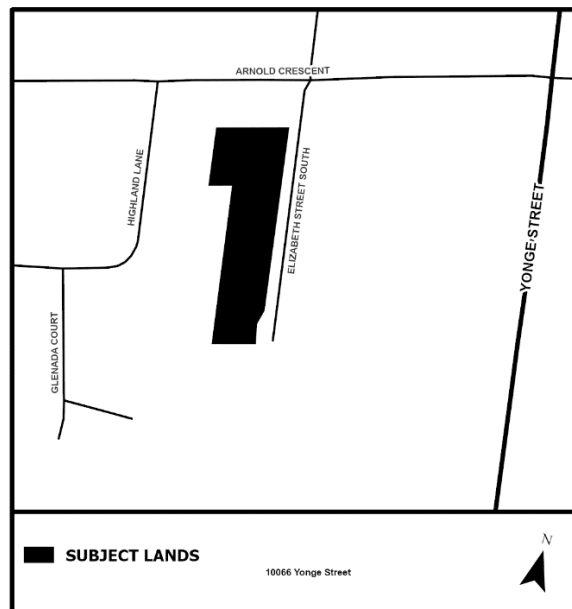 ARNOLD CRESCENT
HIGHLAND LANE
ELIZABETH STREET SOUTH
YONGE STREET
GLENADA COURT
N
SUBJECT LANDS
10066 Yonge Street